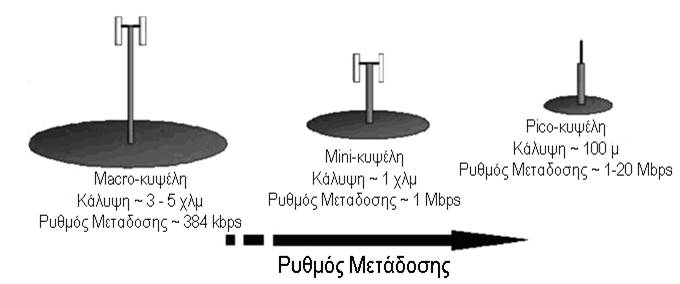 Macro-κυψέλη
Κάλυψη ~ 3 - 5 χλμ
Ρυθμός Μεταδοσης ~ 384 kbps
Mini-κυψέλη
Κάλυψη ~ 1 χλμ
Ρυθμός Μεταδοσης ~ 1 Mbps
Pico-κυψέλη
Κάλυψη ~ 100 μ
Ρυθμός Μεταδοσης ~ 1-20 Mbps
Ρυθμός Μετάδοσης